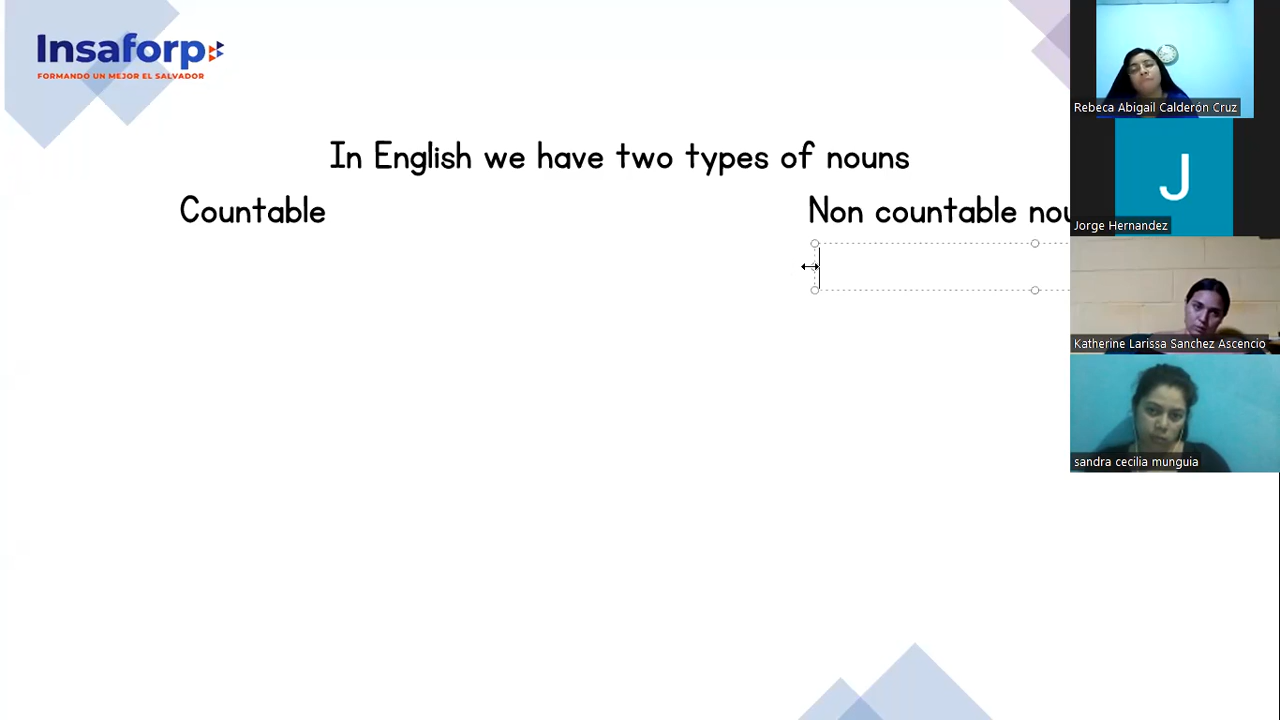 Insaforp
FORMANDO UN MEJOR EL SALVADOR
In English we have two types of nouns
Countable
Non countable nou
Rebeca Abigail Calderón Cruz
J
Jorge Hernandez
Katherine Larissa Sanchez Ascencio
sandra cecilia munguia